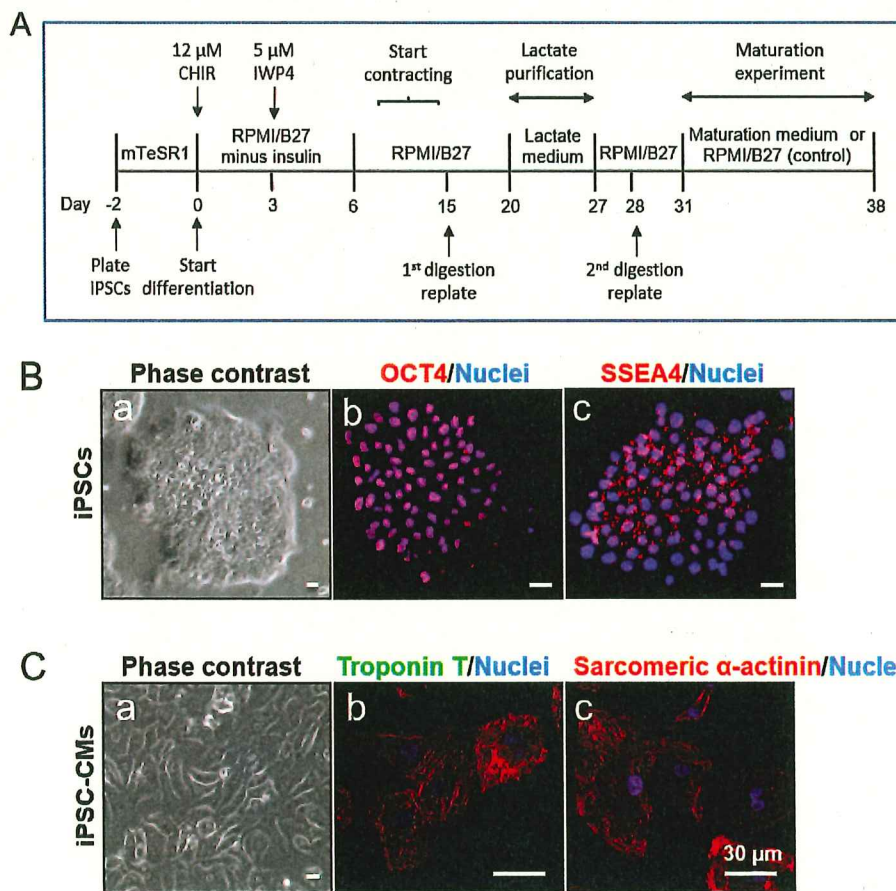 A
12 µM
CHIR
5 µM
IWP4
Start
contracting
Lactate
purification
Maturation
experiment
mTeSR1
RPMI/B27
minus insulin
RPMI/B27
Lactate
medium
RPMI/B27
Maturation medium or
RPMI/B27 (control)
Day -2 0 3 6 15 20 27 28 31 38
Plate
iPSCs
Start
differentiation
1st digestion
replate
2nd digestion
replate
B
Phase contrast OCT4/Nuclei SSEA4/Nuclei
iPSCs
a b c
C
Phase contrast Troponin T/Nuclei Sarcomeric α-actinin/Nucle
iPSC-CMs
a b c
30 µm